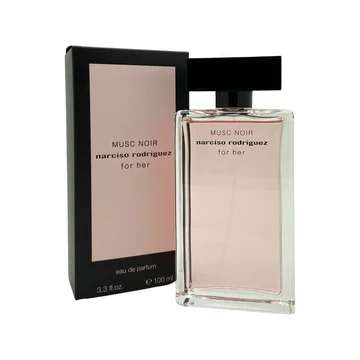 MUSC NOIR
narciso rodriguez
for her
eau de parfum
3.3 fl.oz. ℮ 100 ml
MUSC NOIR
narciso rodriguez
for her